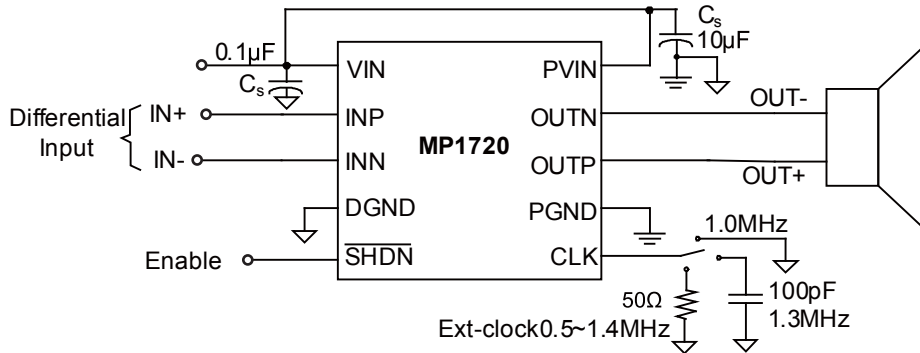 Cs
10µF
0.1µF
Cs
VIN
PVIN
Differential
Input
IN+
INP
OUTN
OUT-
MP1720
IN-
INN
OUTP
OUT+
DGND
PGND
1.0MHz
Enable
SHDN
CLK
50Ω
100pF
1.3MHz
Ext-clock0.5~1.4MHz